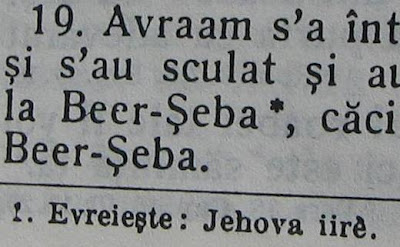 19. Avraam s'a înt
și s'au sculat și au
la Beer-Șeba*, căci
Beer-Șeba.
1. Evreiește: Jehova iirè.